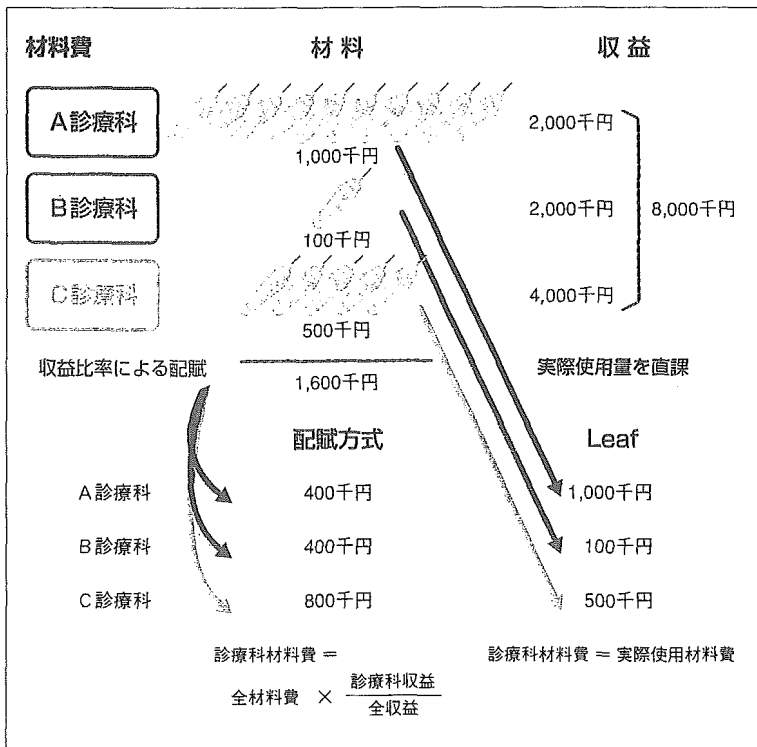 材料費 材料 収益
A診療科
2,000千円
1,000千円
B診療科
2,000千円
8,000千円
100千円
C診療科
4,000千円
500千円
収益比率による配賦
1,600千円
実際使用量を直課
配賦方式 Leaf
A診療科 400千円 1,000千円
B診療科 400千円 100千円
C診療科 800千円 500千円
診療科材料費 =
全材料費 × 診療科収益
全収益
診療科材料費 = 実際使用材料費